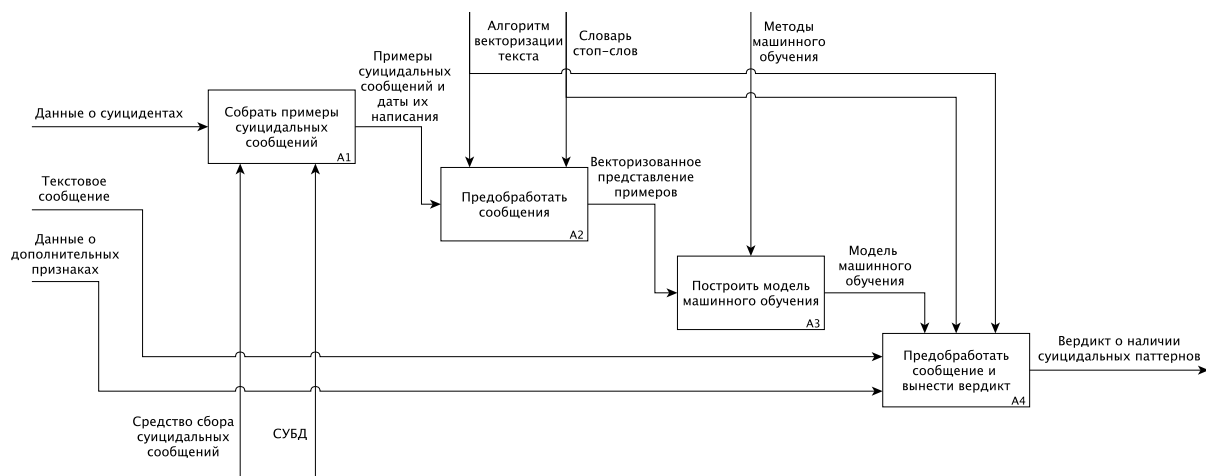 Алгоритм
векторизации
текста
Словарь
стоп-слов
Методы
машинного
обучения
Примеры
суицидальных
сообщений и
даты их
написания
Данные о суицидентах
Собрать примеры
суицидальных
сообщений
A1
Векторизованное
представление
примеров
Текстовое
сообщение
Предобработать
сообщения
A2
Данные о
дополнительных
признаках
Модель
машинного
обучения
Построить модель
машинного обучения
A3
Вердикт о наличии
суицидальных паттернов
Предобработать
сообщение и
вынести вердикт
A4
Средство сбора
суицидальных
сообщений
СУБД